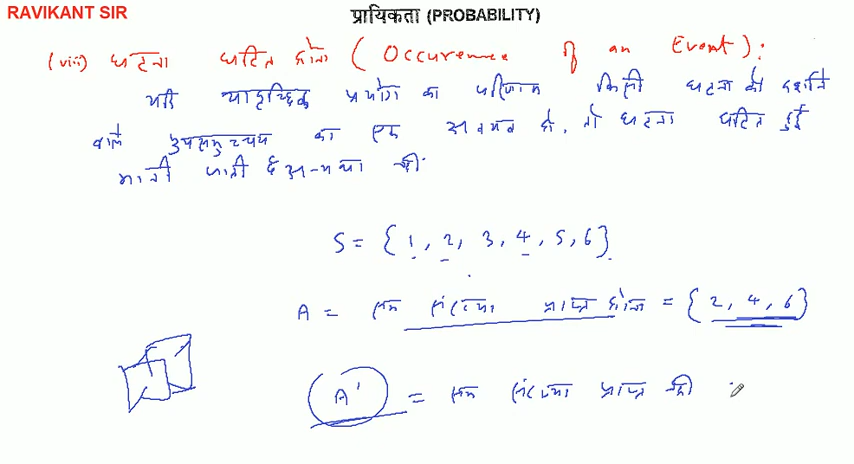 RAVIKANT SIR
प्रायिकता (PROBABILITY)
(viii) घटना घटित होना (Occurence of an Event):
यदि यादृच्छिक प्रयोग का परिणाम किसी घटना को दर्शाने
वाले उपसमुच्चय का एक अवयव हो, तो घटना घटित हुई
मानी जाती है अन्यथा नहीं
S = {1, 2, 3, 4, 5, 6}
A = सम संख्या प्राप्त होना = {2, 4, 6}
A' = सम संख्या प्राप्त नहीं